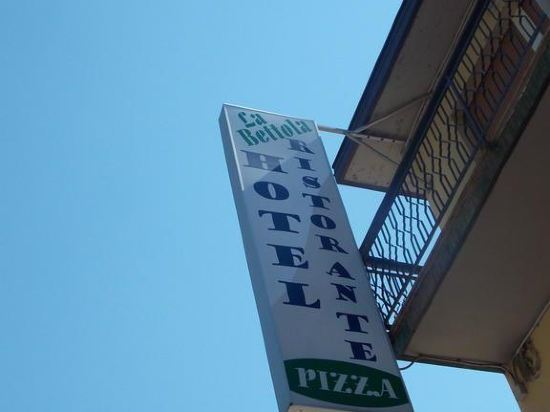 La
Bettola
HOTEL
RISTORANTE
PIZZA